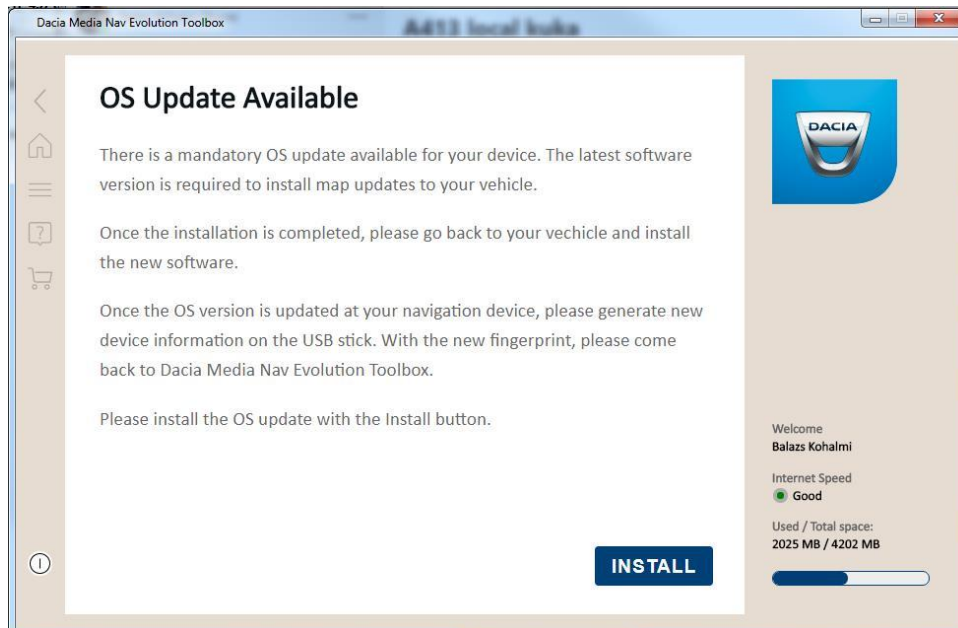 Dacia Media Nav Evolution Toolbox
A413 local kuka
OS Update Available
There is a mandatory OS update available for your device. The latest software
version is required to install map updates to your vehicle.
Once the installation is completed, please go back to your vechicle and install
the new software.
Once the OS version is updated at your navigation device, please generate new
device information on the USB stick. With the new fingerprint, please come
back to Dacia Media Nav Evolution Toolbox.
Please install the OS update with the Install button.
INSTALL
DACIA
Welcome
Balazs Kohalmi
Internet Speed
Good
Used / Total space:
2025 MB / 4202 MB